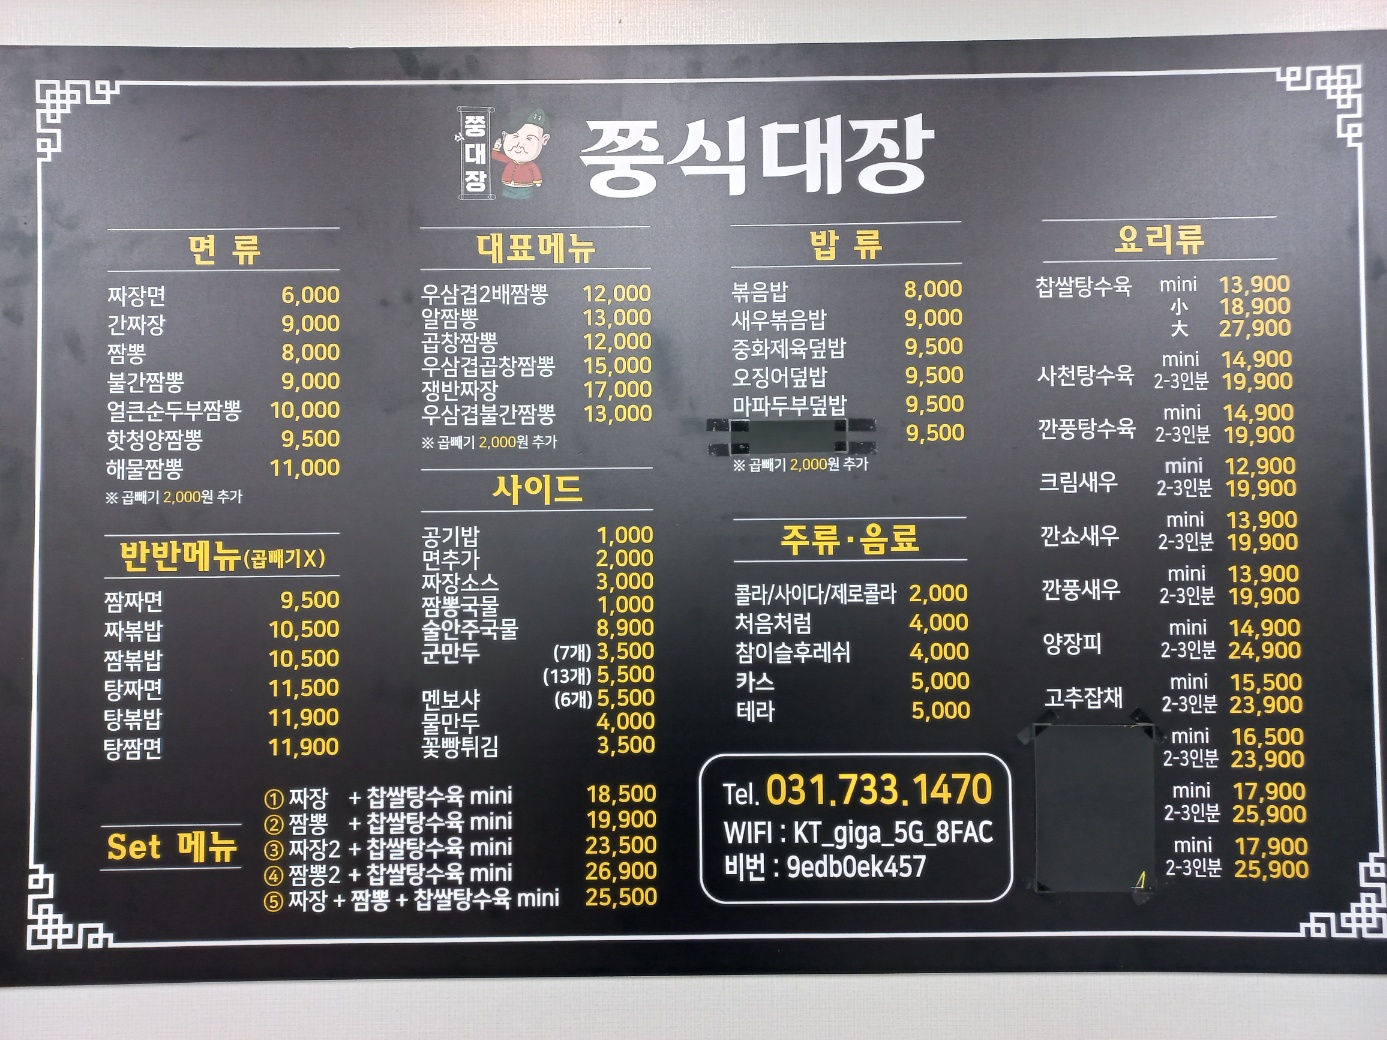 쭝대장
쭝식대장
면 류
짜장면 6,000
간짜장 9,000
짬뽕 8,000
불간짬뽕 9,000
얼큰순두부짬뽕 10,000
핫청양짬뽕 9,500
해물짬뽕 11,000
※ 곱빼기 2,000원 추가
반반메뉴(곱빼기X)
짬짜면 9,500
짜볶밥 10,500
짬볶밥 10,500
탕짜면 11,500
탕볶밥 11,900
탕짬면 11,900
대표메뉴
우삼겹2배짬뽕 12,000
알짬뽕 13,000
곱창짬뽕 12,000
우삼겹곱창짬뽕 15,000
쟁반짜장 17,000
우삼겹불간짬뽕 13,000
※ 곱빼기 2,000원 추가
사이드
공기밥 1,000
면추가 2,000
짜장소스 3,000
짬뽕국물 1,000
술안주국물 8,900
군만두 (7개) 3,500
(13개) 5,500
멘보샤 (6개) 5,500
물만두 4,000
꽃빵튀김 3,500
Set 메뉴
① 짜장 + 찹쌀탕수육 mini 18,500
② 짬뽕 + 찹쌀탕수육 mini 19,900
③ 짜장2 + 찹쌀탕수육 mini 23,500
④ 짬뽕2 + 찹쌀탕수육 mini 26,900
⑤ 짜장 + 짬뽕 + 찹쌀탕수육 mini 25,500
밥 류
볶음밥 8,000
새우볶음밥 9,000
중화제육덮밥 9,500
오징어덮밥 9,500
마파두부덮밥 9,500
9,500
※ 곱빼기 2,000원 추가
주류·음료
콜라/사이다/제로콜라 2,000
처음처럼 4,000
참이슬후레쉬 4,000
카스 5,000
테라 5,000
Tel. 031.733.1470
WIFI : KT_giga_5G_8FAC
비번 : 9edb0ek457
요리류
찹쌀탕수육 mini 13,900
小 18,900
大 27,900
사천탕수육 mini 14,900
2-3인분 19,900
깐풍탕수육 mini 14,900
2-3인분 19,900
크림새우 mini 12,900
2-3인분 19,900
깐쇼새우 mini 13,900
2-3인분 19,900
깐풍새우 mini 13,900
2-3인분 19,900
양장피 mini 14,900
2-3인분 24,900
고추잡채 mini 15,500
2-3인분 23,900
mini 16,500
2-3인분 23,900
mini 17,900
2-3인분 25,900
mini 17,900
2-3인분 25,900